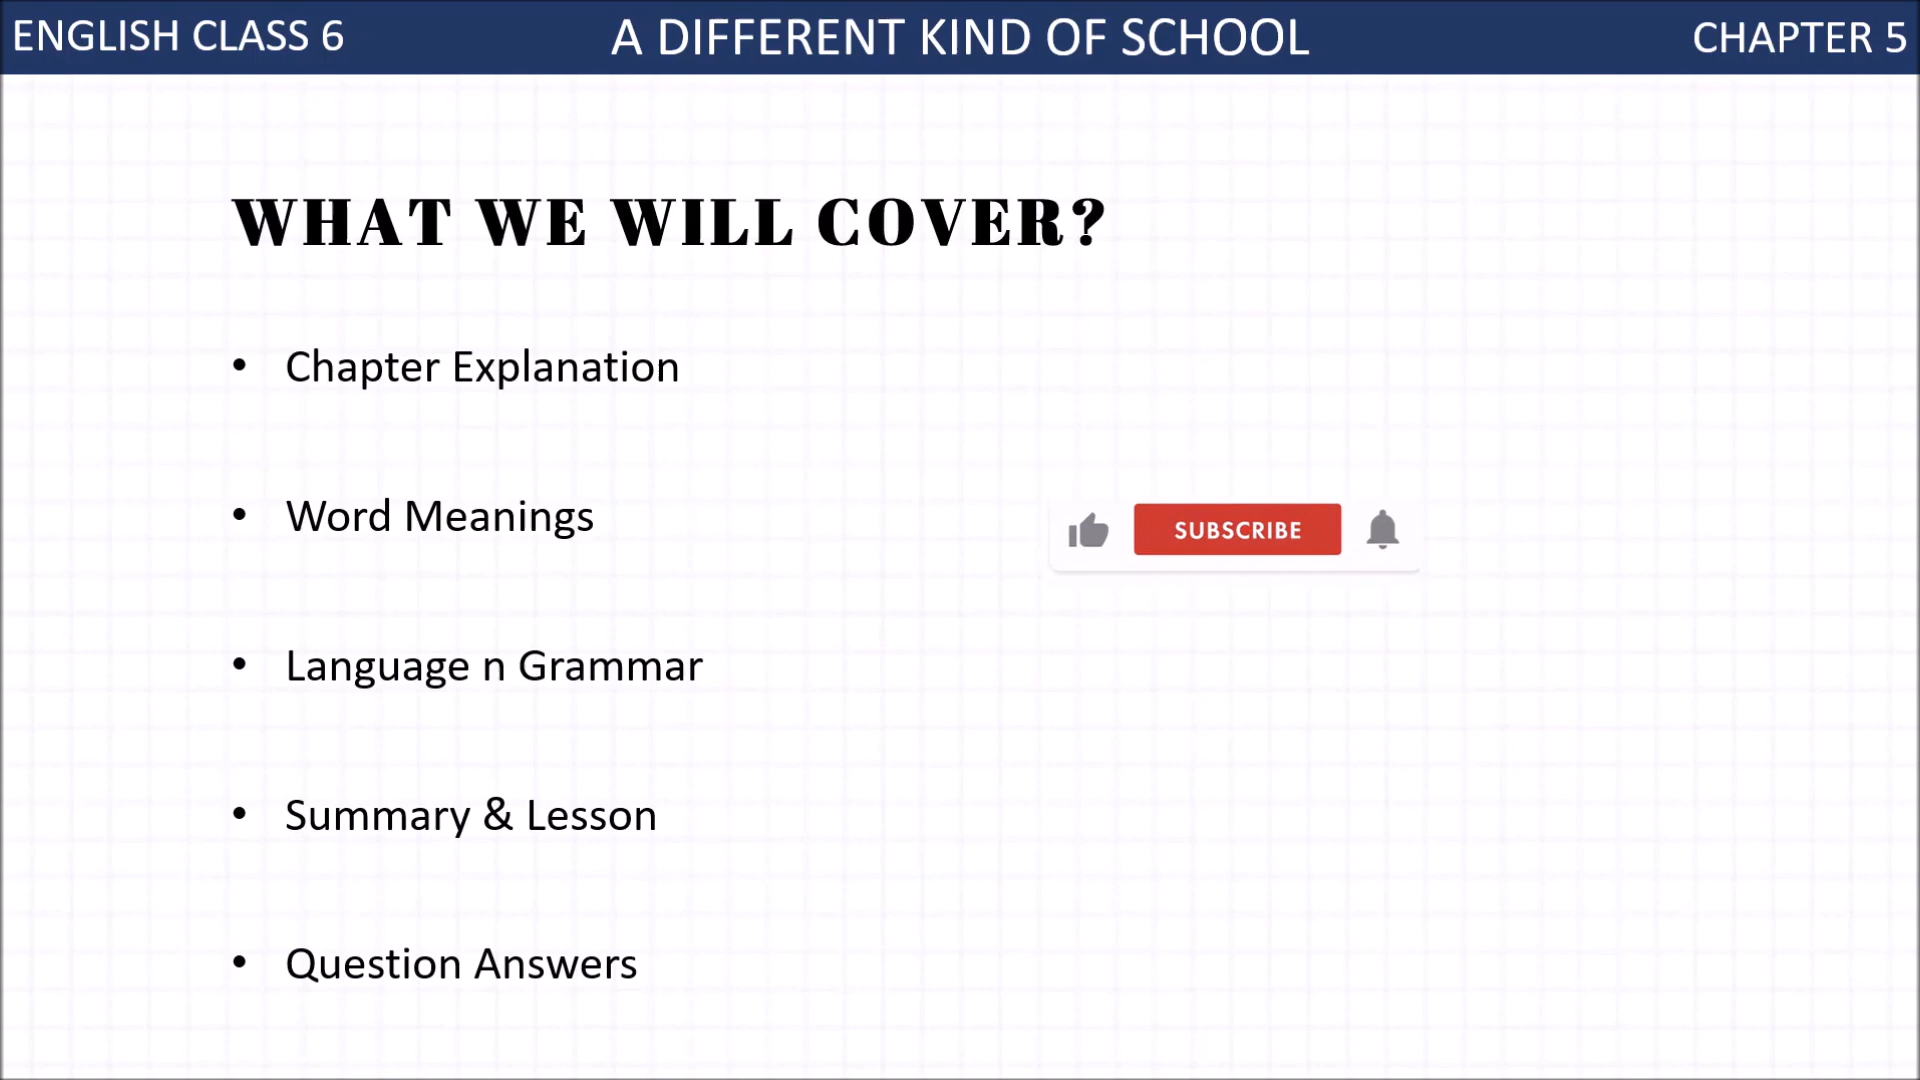 ENGLISH CLASS 6
A DIFFERENT KIND OF SCHOOL
CHAPTER 5
WHAT WE WILL COVER?
• Chapter Explanation
• Word Meanings
SUBSCRIBE
• Language n Grammar
• Summary & Lesson
• Question Answers